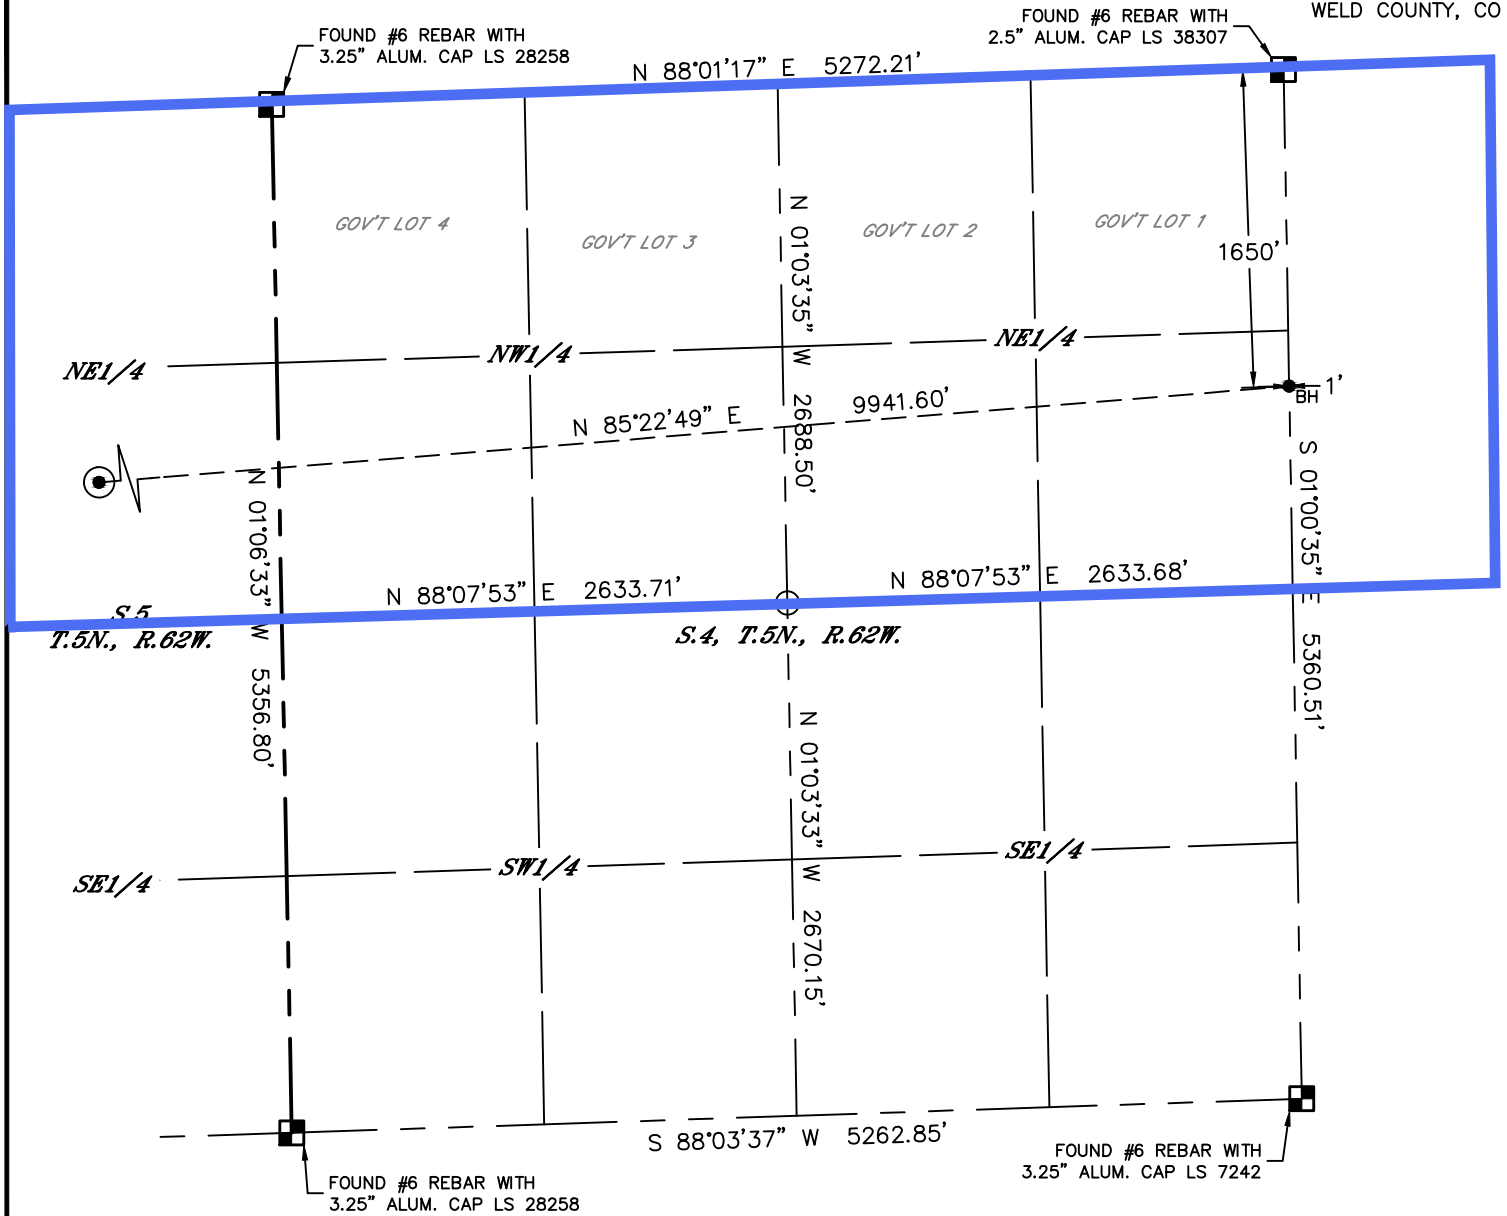 WELD COUNTY, CO
FOUND #6 REBAR WITH
3.25" ALUM. CAP LS 28258
FOUND #6 REBAR WITH
2.5" ALUM. CAP LS 38307
N 88°01'17" E 5272.21'
GOV'T LOT 4
GOV'T LOT 3
GOV'T LOT 2
GOV'T LOT 1
1650'
N 01°03'35" W 2688.50'
NE1/4
NW1/4
NE1/4
1'
BH
N 85°22'49" E 9941.60'
N 01°06'33" W 5356.80'
S 01°00'35" E 5360.51'
N 88°07'53" E 2633.71'
N 88°07'53" E 2633.68'
S.5
T.5N., R.62W.
S.4, T.5N., R.62W.
N 01°03'33" W 2670.15'
SE1/4
SW1/4
SE1/4
S 88°03'37" W 5262.85'
FOUND #6 REBAR WITH
3.25" ALUM. CAP LS 28258
FOUND #6 REBAR WITH
3.25" ALUM. CAP LS 7242